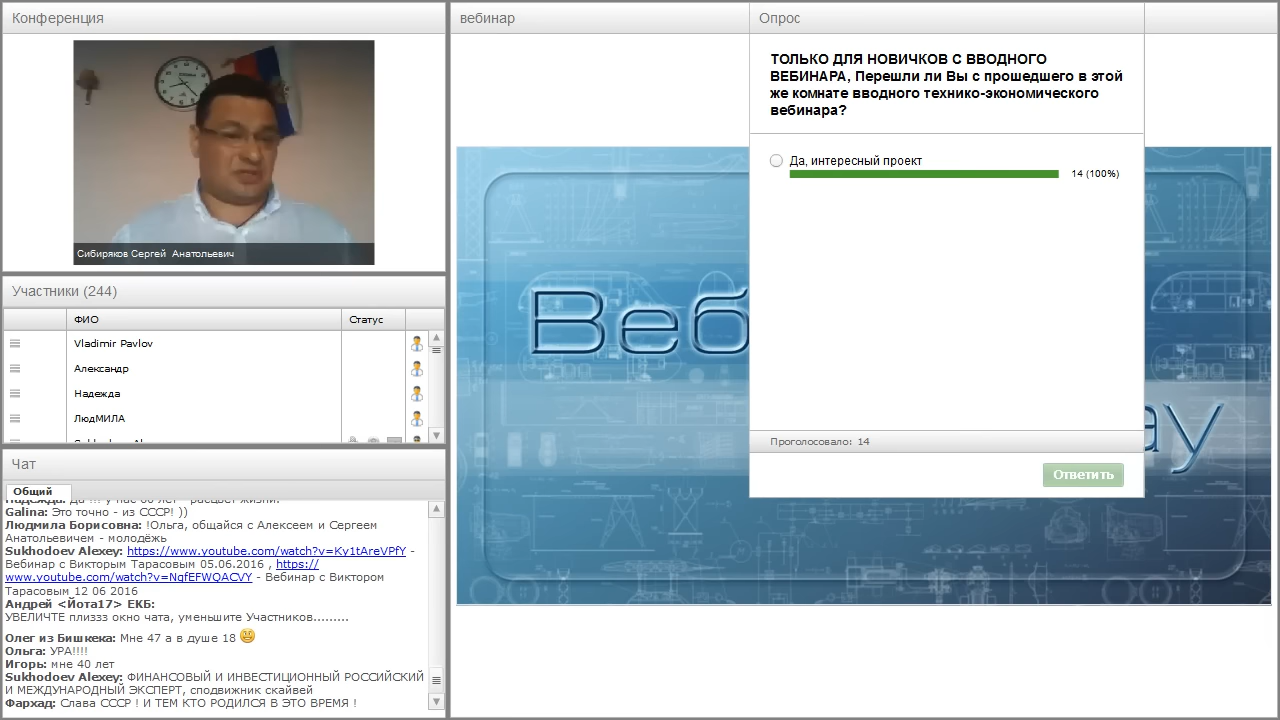 Конференция
Сибиряков Сергей Анатольевич
Участники (244)
ФИО
Статус
Vladimir Pavlov
Александр
Надежда
ЛюдМИЛА
Чат
Общий
Galina: Это точно - из СССР! ))
Людмила Борисовна: !Ольга, общайся с Алексеем и Сергеем
Анатольевичем - молодёжь
Sukhodoev Alexey: https://www.youtube.com/watch?v=Ky1tAreVPfY -
Вебинар с Викторым Тарасовым 05.06.2016 , https://
www.youtube.com/watch?v=NqfEFWQACVY - Вебинар с Виктором
Тарасовым 12 06 2016
Андрей <Йота17> ЕКБ:
УВЕЛИЧТЕ плиззз окно чата, уменьшите Участников.........
Олег из Бишкека: Мне 47 а в душе 18
Ольга: УРА!!!!
Игорь: мне 40 лет
Sukhodoev Alexey: ФИНАНСОВЫЙ И ИНВЕСТИЦИОННЫЙ РОССИЙСКИЙ
И МЕЖДУНАРОДНЫЙ ЭКСПЕРТ, сподвижник скайвей
Фархад: Слава СССР ! И ТЕМ КТО РОДИЛСЯ В ЭТО ВРЕМЯ !
вебинар
Веб
ay
Опрос
ТОЛЬКО ДЛЯ НОВИЧКОВ С ВВОДНОГО
ВЕБИНАРА, Перешли ли Вы с прошедшего в этой
же комнате вводного технико-экономического
вебинара?
Да, интересный проект
14 (100%)
Проголосовало: 14
Ответить